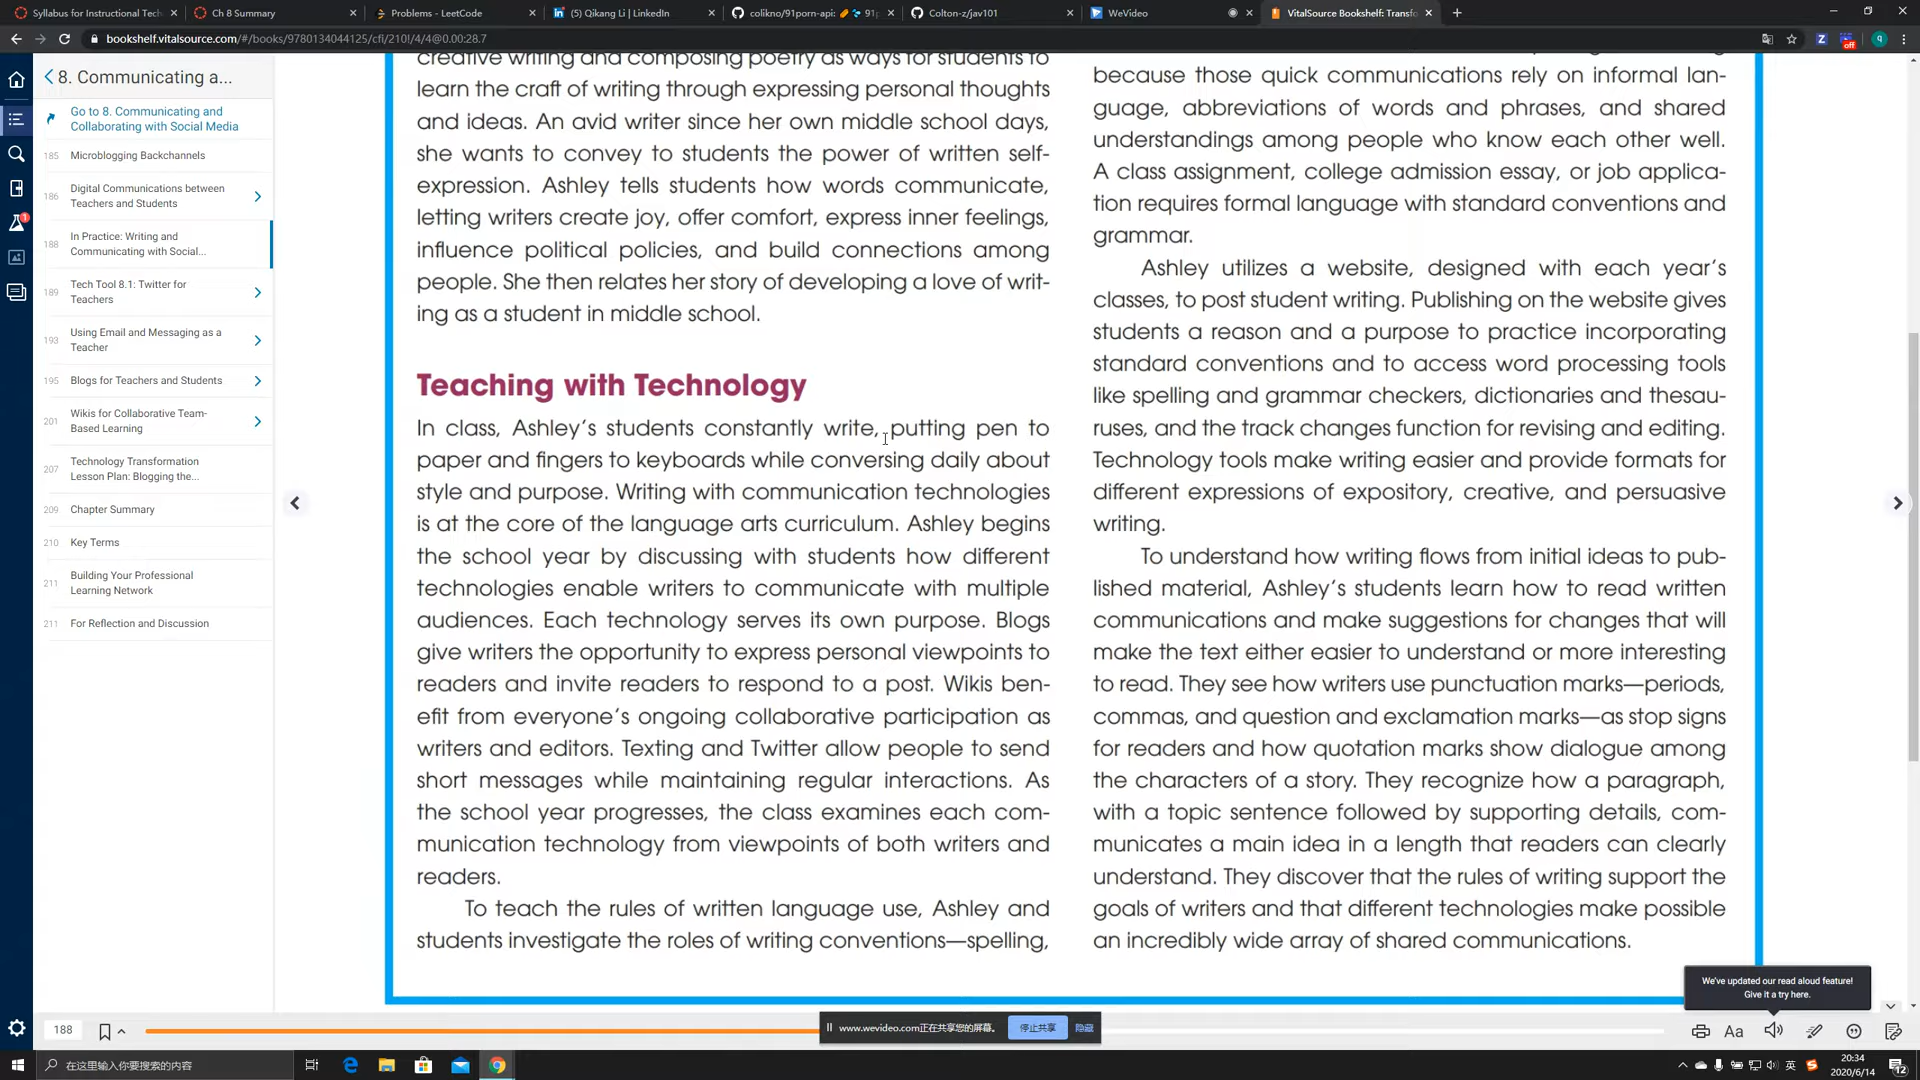 Syllabus for Instructional Tech
Ch 8 Summary
Problems - LeetCode
(5) Qikang Li | LinkedIn
colikno/91porn-api:
Colton-z/jav101
WeVideo
VitalSource Bookshelf: Transfo
bookshelf.vitalsource.com/#/books/9780134044125/cfi/210!/4/4@0.00:28.7
off
8. Communicating a...
Go to 8. Communicating and
Collaborating with Social Media
185 Microblogging Backchannels
186 Digital Communications between
Teachers and Students
188 In Practice: Writing and
Communicating with Social...
189 Tech Tool 8.1: Twitter for
Teachers
193 Using Email and Messaging as a
Teacher
195 Blogs for Teachers and Students
201 Wikis for Collaborative Team-
Based Learning
207 Technology Transformation
Lesson Plan: Blogging the...
209 Chapter Summary
210 Key Terms
211 Building Your Professional
Learning Network
211 For Reflection and Discussion
creative writing and composing poetry as ways for students to
learn the craft of writing through expressing personal thoughts
and ideas. An avid writer since her own middle school days,
she wants to convey to students the power of written self-
expression. Ashley tells students how words communicate,
letting writers create joy, offer comfort, express inner feelings,
influence political policies, and build connections among
people. She then relates her story of developing a love of writ-
ing as a student in middle school.
Teaching with Technology
In class, Ashley's students constantly write, putting pen to
paper and fingers to keyboards while conversing daily about
style and purpose. Writing with communication technologies
is at the core of the language arts curriculum. Ashley begins
the school year by discussing with students how different
technologies enable writers to communicate with multiple
audiences. Each technology serves its own purpose. Blogs
give writers the opportunity to express personal viewpoints to
readers and invite readers to respond to a post. Wikis ben-
efit from everyone's ongoing collaborative participation as
writers and editors. Texting and Twitter allow people to send
short messages while maintaining regular interactions. As
the school year progresses, the class examines each com-
munication technology from viewpoints of both writers and
readers.
To teach the rules of written language use, Ashley and
students investigate the roles of writing conventions—spelling,
because those quick communications rely on informal lan-
guage, abbreviations of words and phrases, and shared
understandings among people who know each other well.
A class assignment, college admission essay, or job applica-
tion requires formal language with standard conventions and
grammar.
Ashley utilizes a website, designed with each year's
classes, to post student writing. Publishing on the website gives
students a reason and a purpose to practice incorporating
standard conventions and to access word processing tools
like spelling and grammar checkers, dictionaries and thesau-
ruses, and the track changes function for revising and editing.
Technology tools make writing easier and provide formats for
different expressions of expository, creative, and persuasive
writing.
To understand how writing flows from initial ideas to pub-
lished material, Ashley's students learn how to read written
communications and make suggestions for changes that will
make the text either easier to understand or more interesting
to read. They see how writers use punctuation marks—periods,
commas, and question and exclamation marks—as stop signs
for readers and how quotation marks show dialogue among
the characters of a story. They recognize how a paragraph,
with a topic sentence followed by supporting details, com-
municates a main idea in a length that readers can clearly
understand. They discover that the rules of writing support the
goals of writers and that different technologies make possible
an incredibly wide array of shared communications.
We've updated our read aloud feature!
Give it a try here.
188
www.wevideo.com正在共享您的屏幕。 停止共享 隐藏
Aa
在这里输入你要搜索的内容
英
20:34
2020/6/14
12